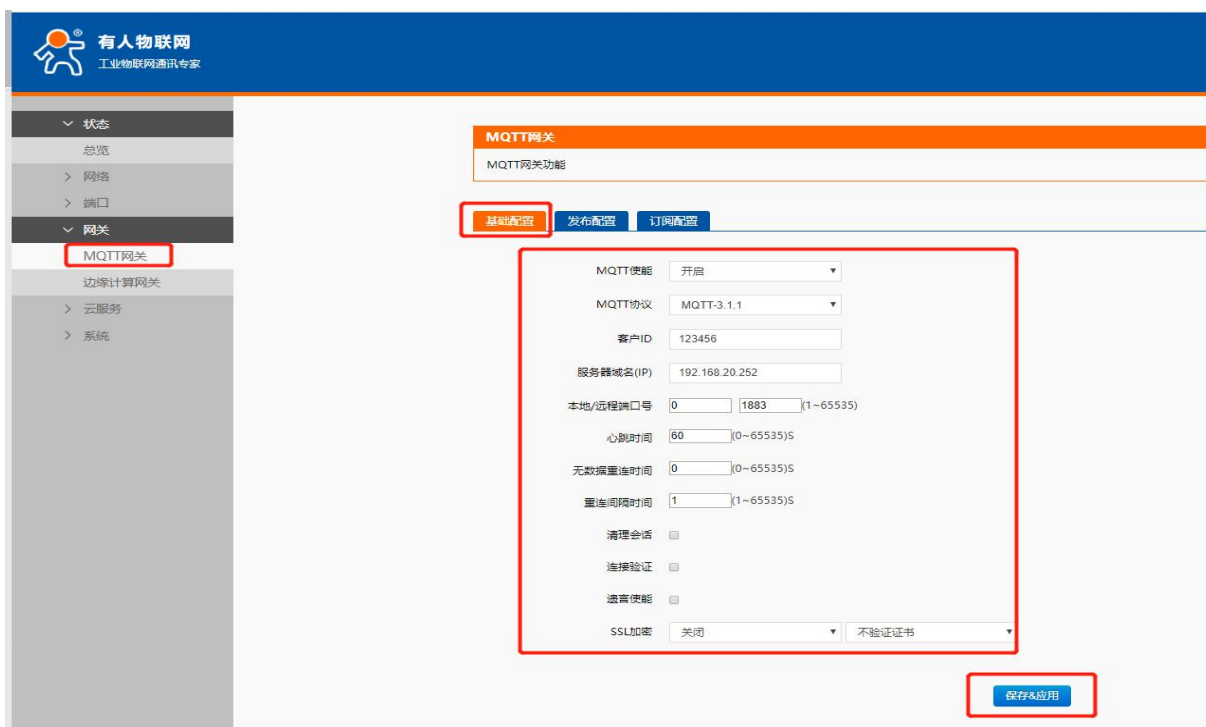 有人物联网
®
工业物联网通讯专家
状态
总览
网络
端口
网关
MQTT网关
边缘计算网关
云服务
系统
MQTT网关
MQTT网关功能
基础配置 发布配置 订阅配置
MQTT使能 开启
MQTT协议 MQTT-3.1.1
客户ID 123456
服务器域名(IP) 192.168.20.252
本地/远程端口号 0 1883 (1~65535)
心跳时间 60 (0~65535)S
无数据重连时间 0 (0~65535)S
重连间隔时间 1 (1~65535)S
清理会话
连接验证
遗言使能
SSL加密 关闭 不验证证书
保存&应用